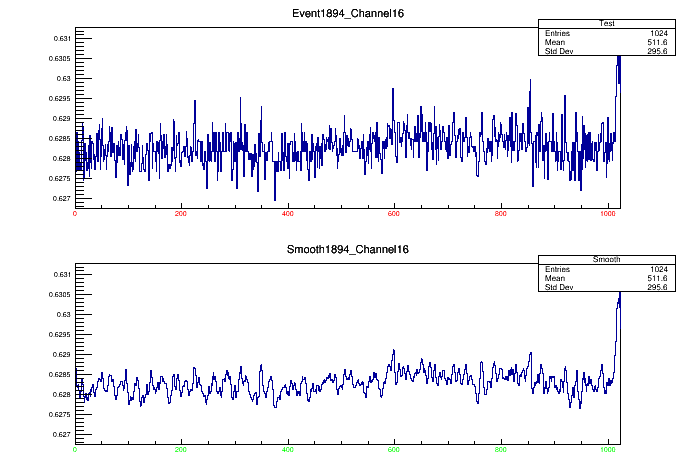 Event1894_Channel16
Test
Entries 1024
Mean 511.6
Std Dev 295.6
0.631
0.6305
0.63
0.6295
0.629
0.6285
0.628
0.6275
0.627
0 200 400 600 800 1000
Smooth1894_Channel16
Smooth
Entries 1024
Mean 511.6
Std Dev 295.6
0.631
0.6305
0.63
0.6295
0.629
0.6285
0.628
0.6275
0.627
0 200 400 600 800 1000